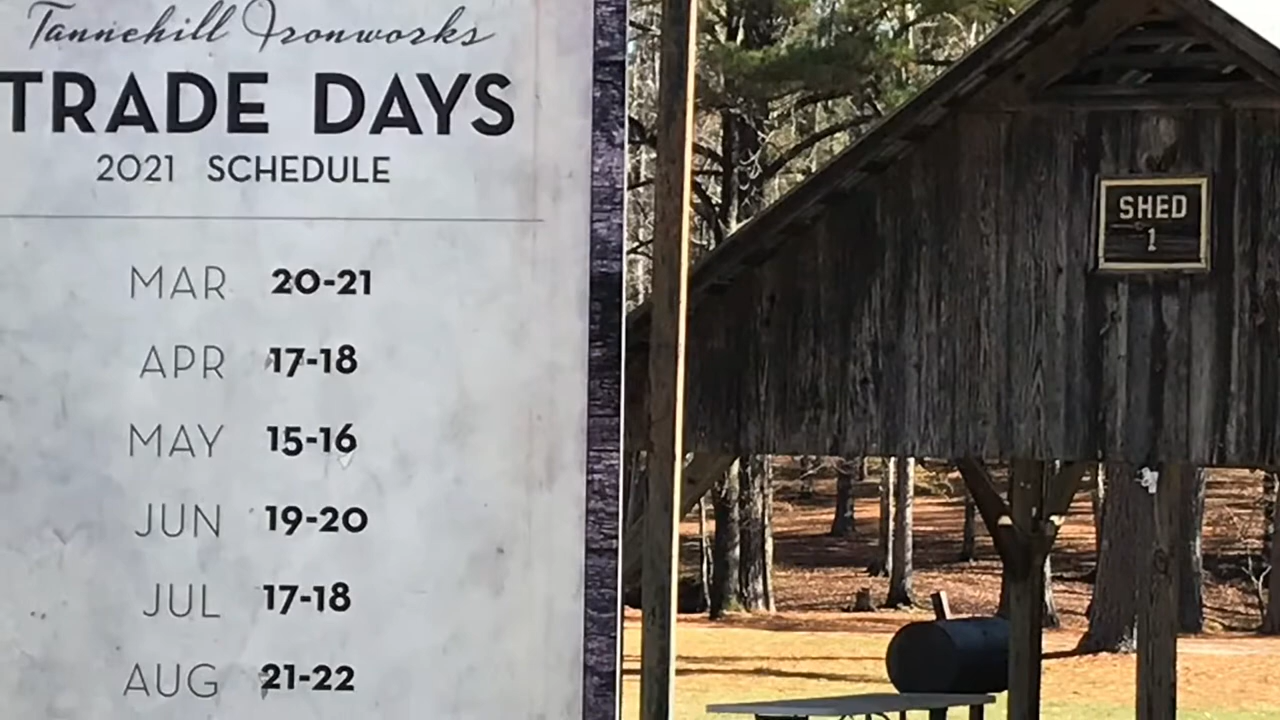 Tannehill Ironworks
TRADE DAYS
2021 SCHEDULE
MAR 20-21
APR 17-18
MAY 15-16
JUN 19-20
JUL 17-18
AUG 21-22
SHED
1